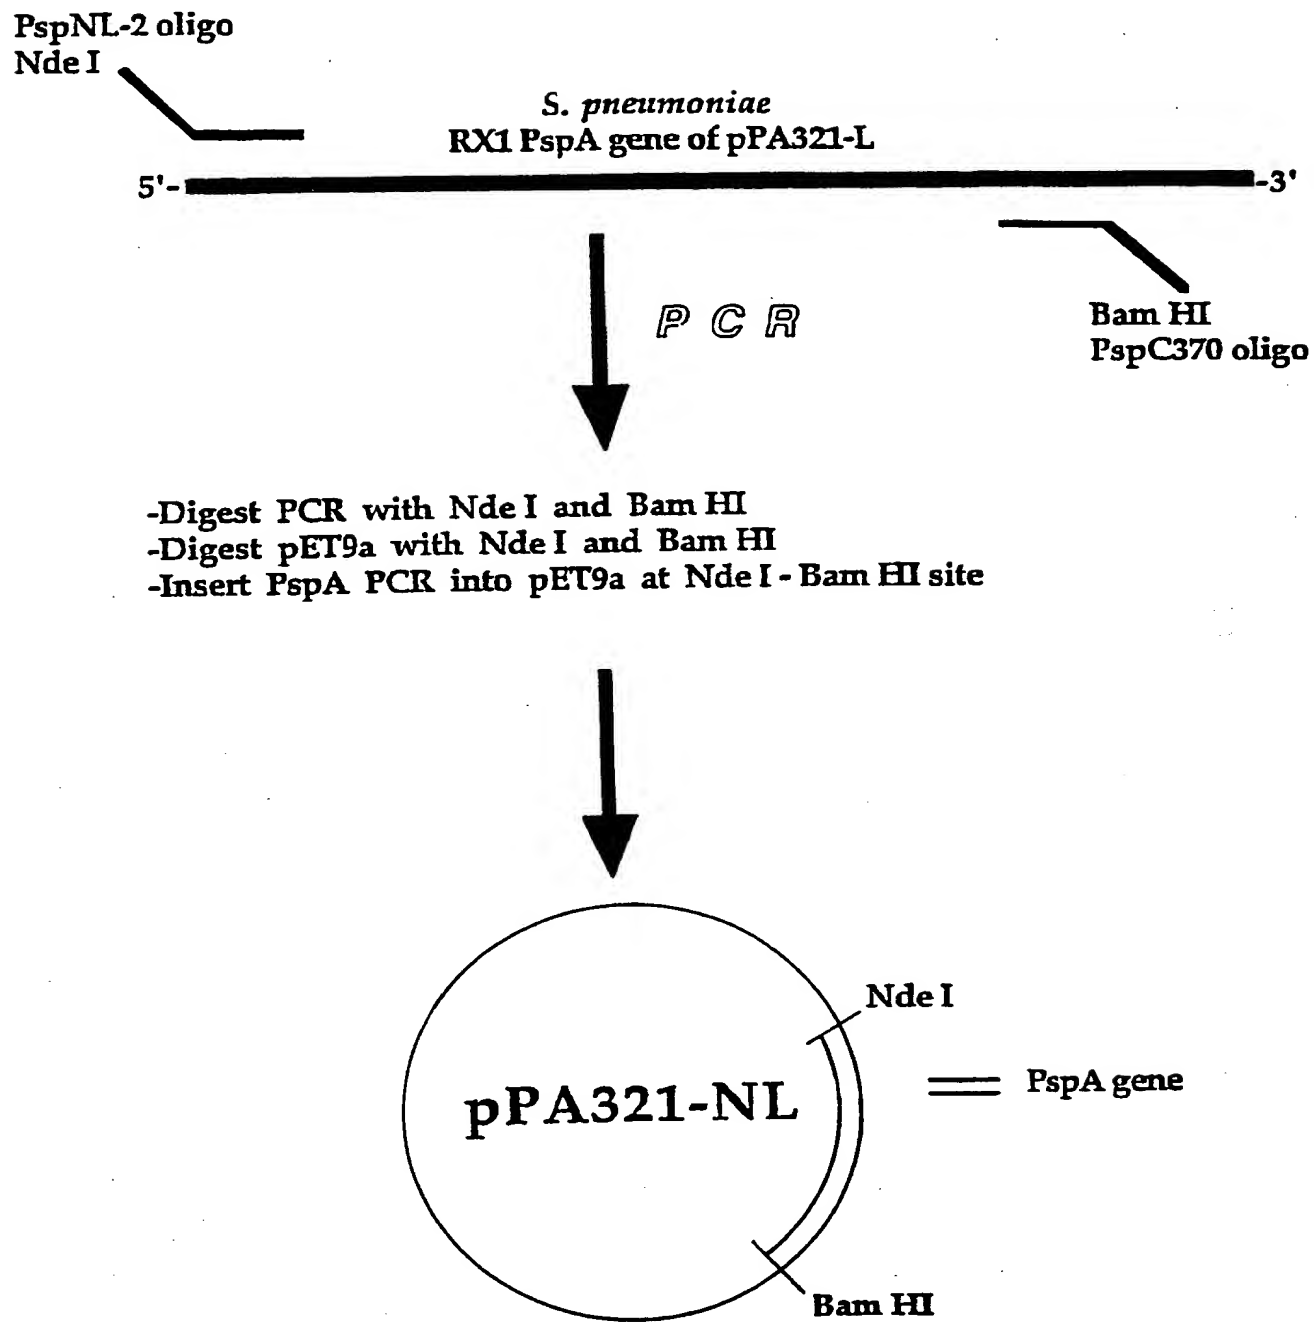 PspNL-2 oligo
Nde I
S. pneumoniae
RX1 PspA gene of pPA321-L
5'-
-3'
P C R
Bam HI
PspC370 oligo
-Digest PCR with Nde I and Bam HI
-Digest pET9a with Nde I and Bam HI
-Insert PspA PCR into pET9a at Nde I - Bam HI site
Nde I
pPA321-NL
PspA gene
Bam HI